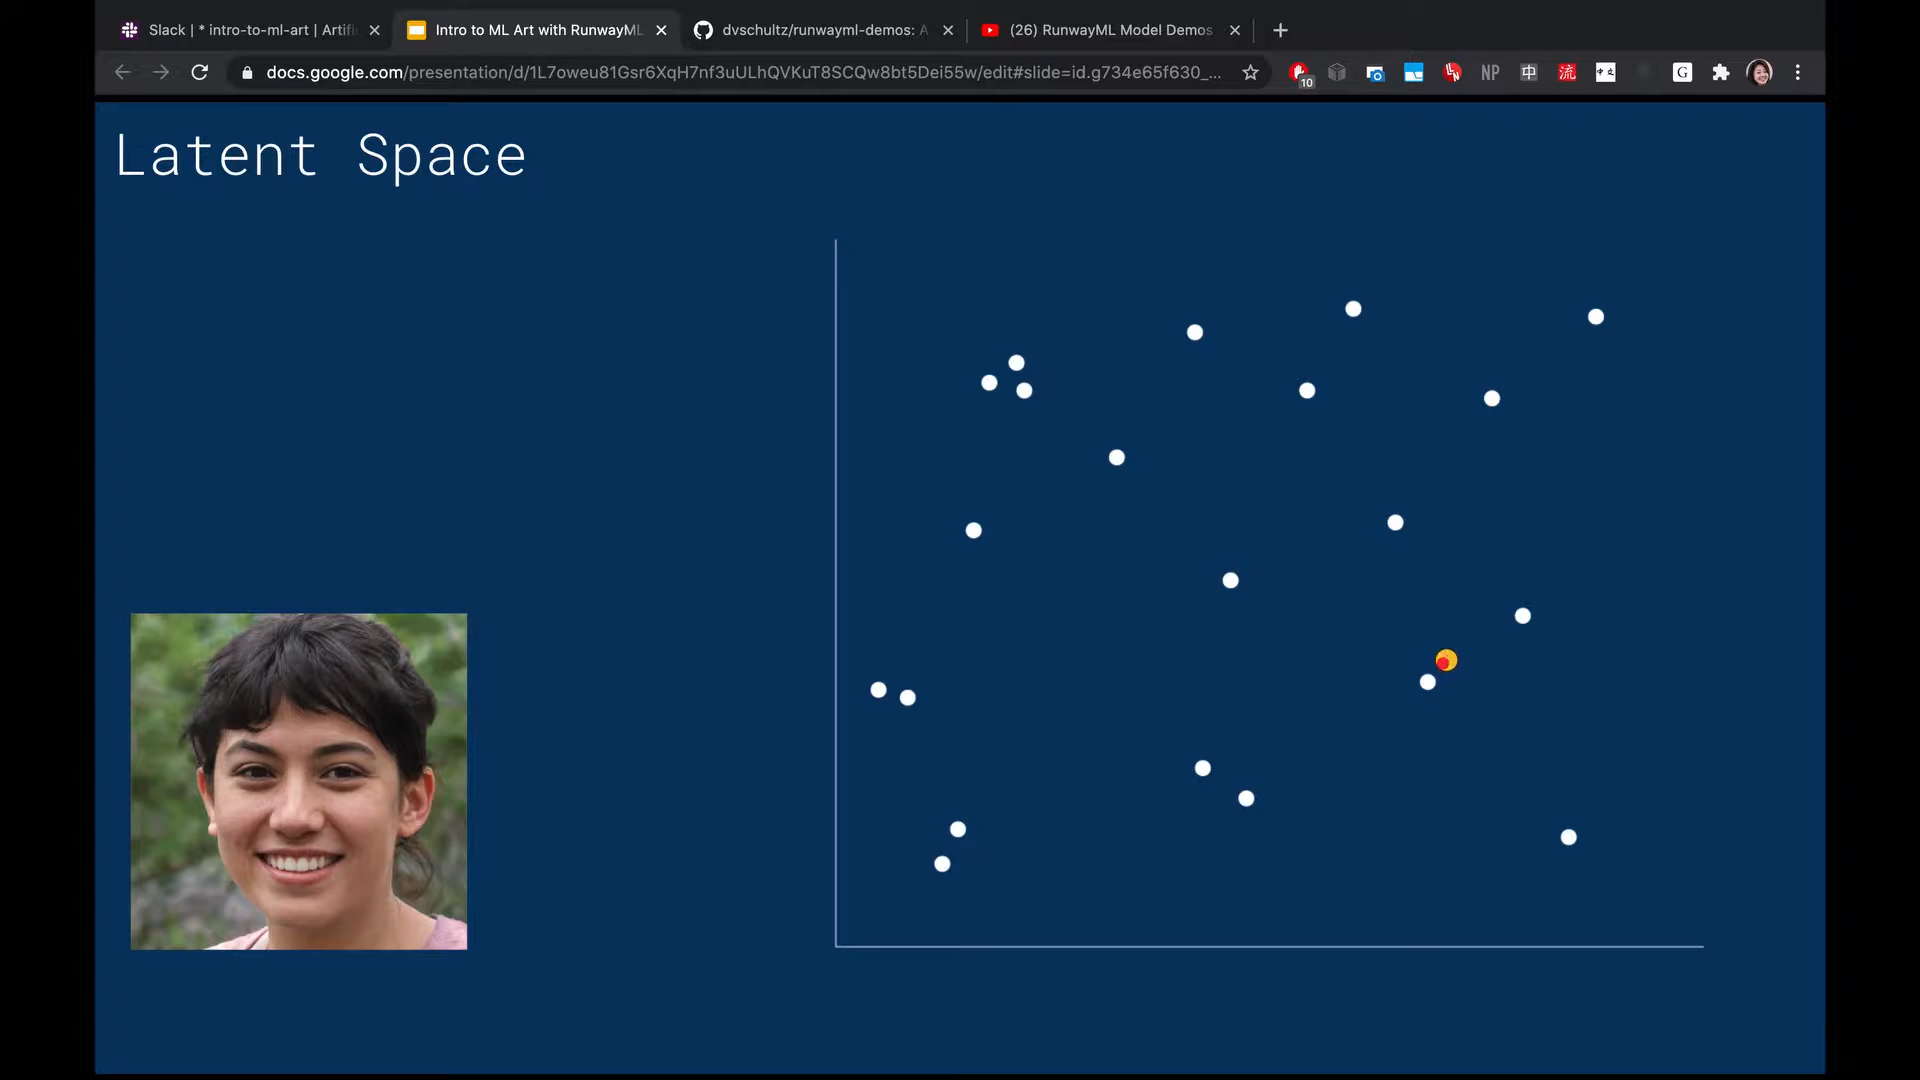 Slack | * intro-to-ml-art | Artifi
Intro to ML Art with RunwayML
dvschultz/runwayml-demos: A
(26) RunwayML Model Demos
docs.google.com/presentation/d/1L7oweu81Gsr6XqH7nf3uULhQVKuT8SCQw8bt5Dei55w/edit#slide=id.g734e65f630_...
10
NP
中
流
G
Latent Space